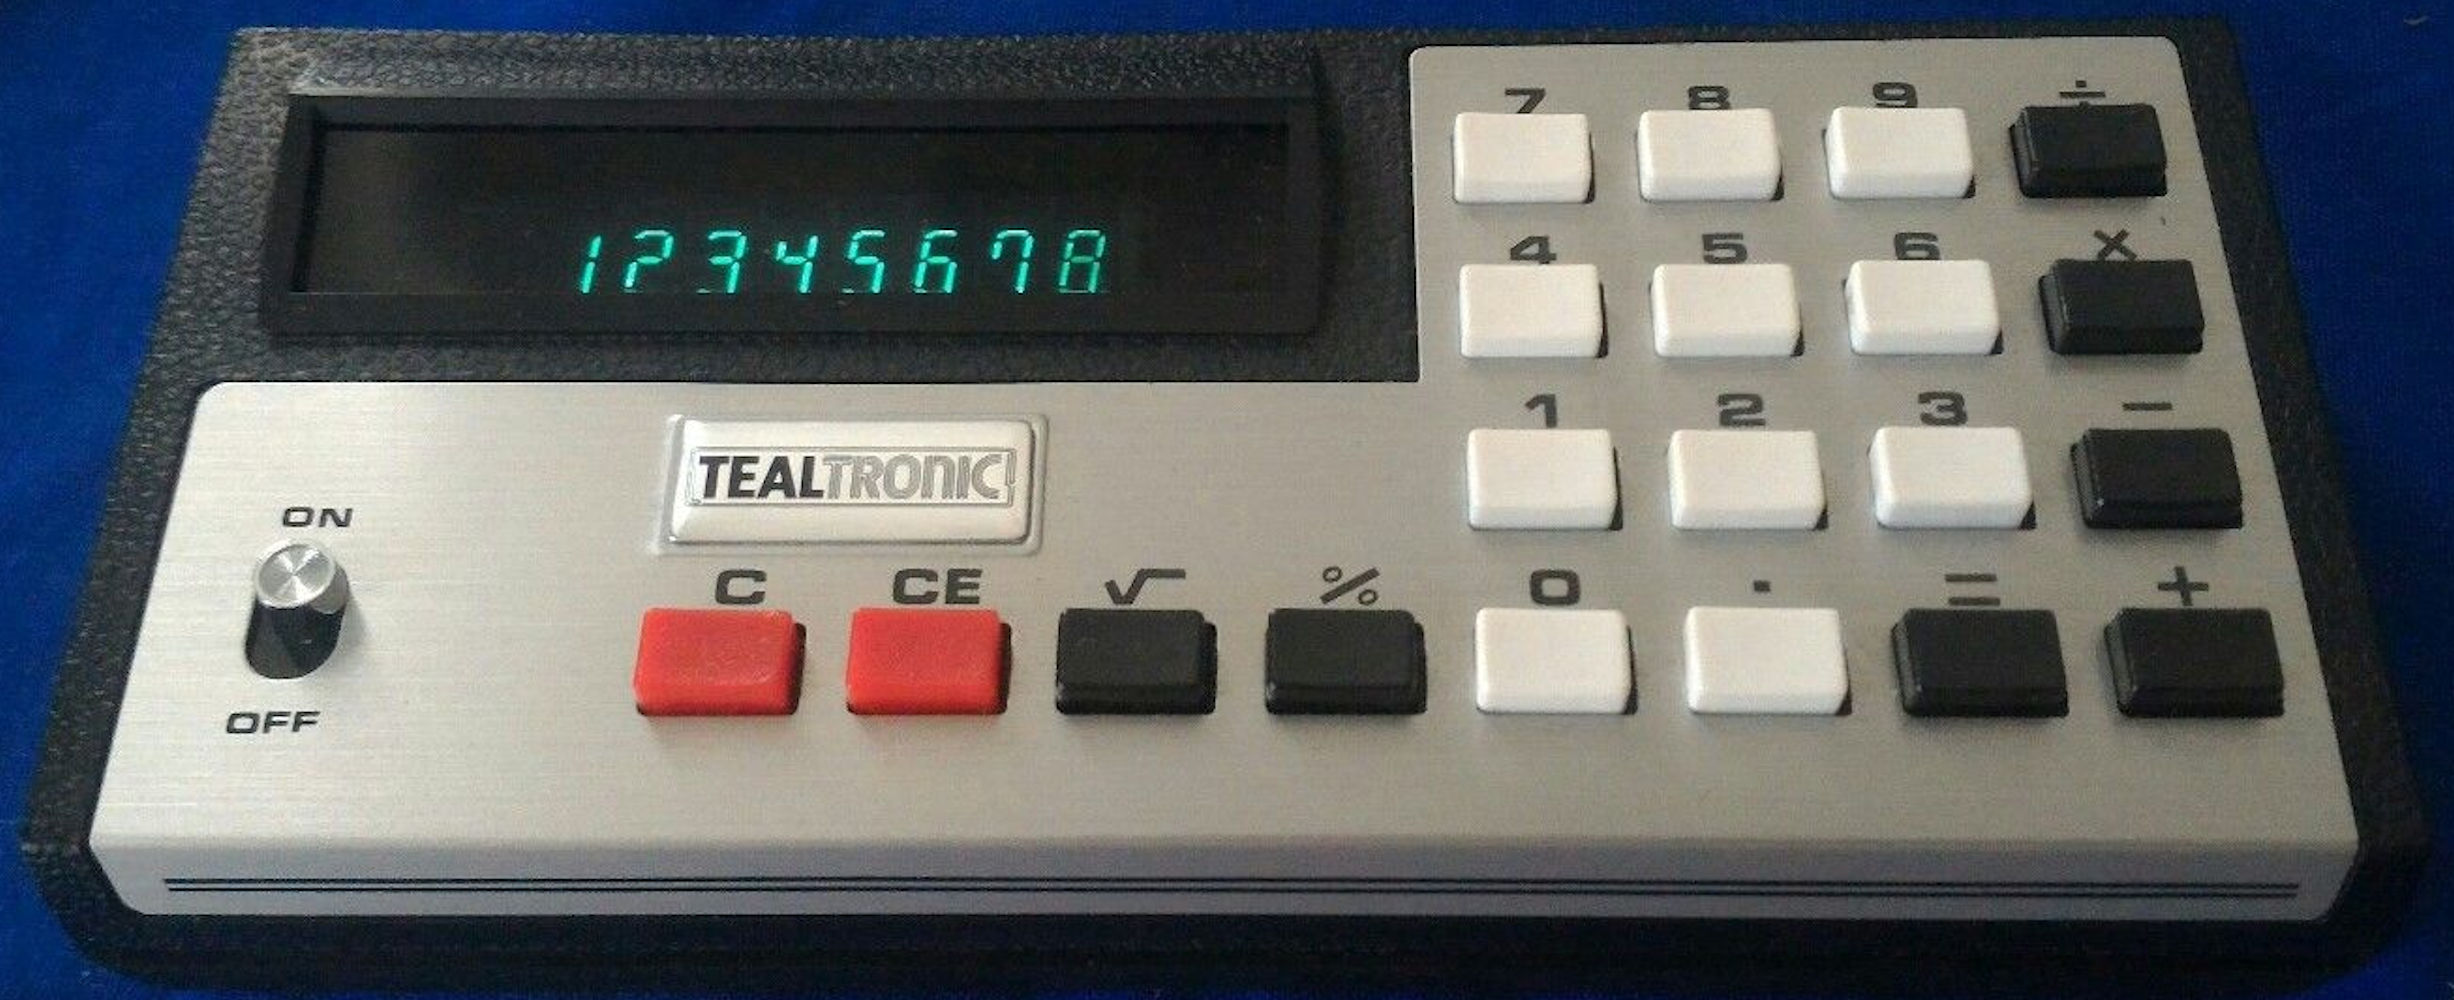 12345678
7 8 9 ÷
4 5 6 ×
1 2 3 −
TEALTRONIC
ON
OFF
C CE √ % 0 . = +